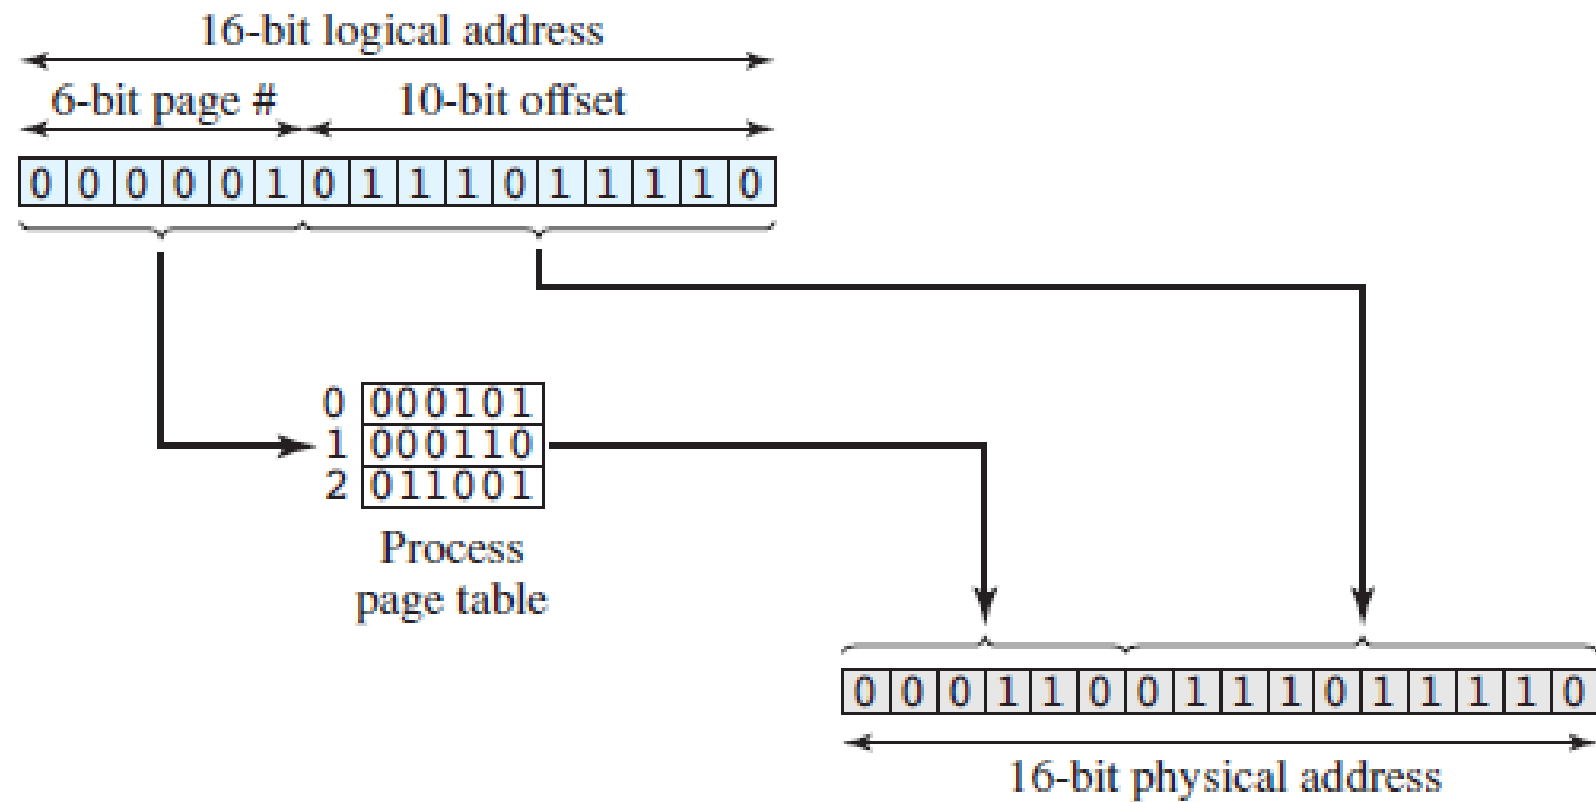 16-bit logical address
6-bit page # 10-bit offset
0 0 0 0 0 1 0 1 1 1 0 1 1 1 1 0
0 000101
1 000110
2 011001
Process
page table
0 0 0 1 1 0 0 1 1 1 0 1 1 1 1 0
16-bit physical address